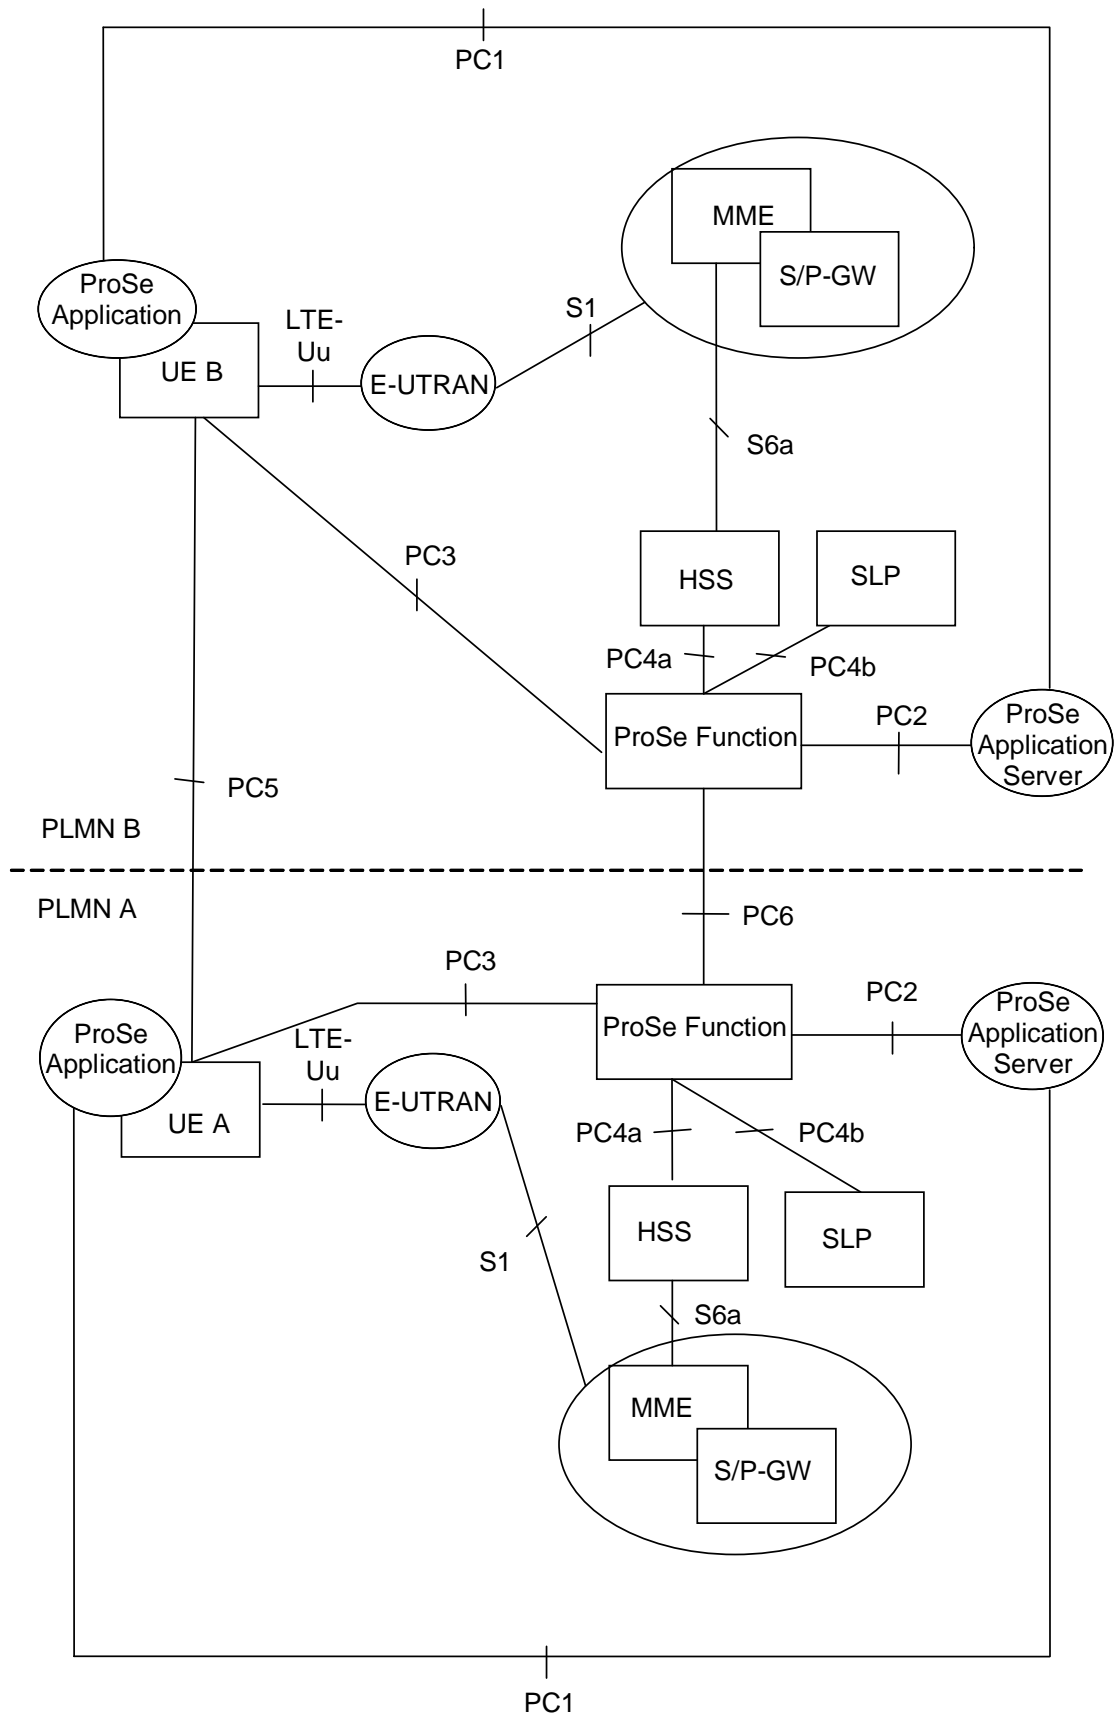 PC1
MME
S/P-GW
ProSe
Application
UE B
LTE-
Uu
E-UTRAN
S1
S6a
PC3
HSS
SLP
PC4a
PC4b
ProSe Function
PC2
ProSe
Application
Server
PC5
PLMN B
PLMN A
PC6
PC3
ProSe Function
PC2
ProSe
Application
Server
ProSe
Application
UE A
LTE-
Uu
E-UTRAN
PC4a
PC4b
HSS
SLP
S1
S6a
MME
S/P-GW
PC1